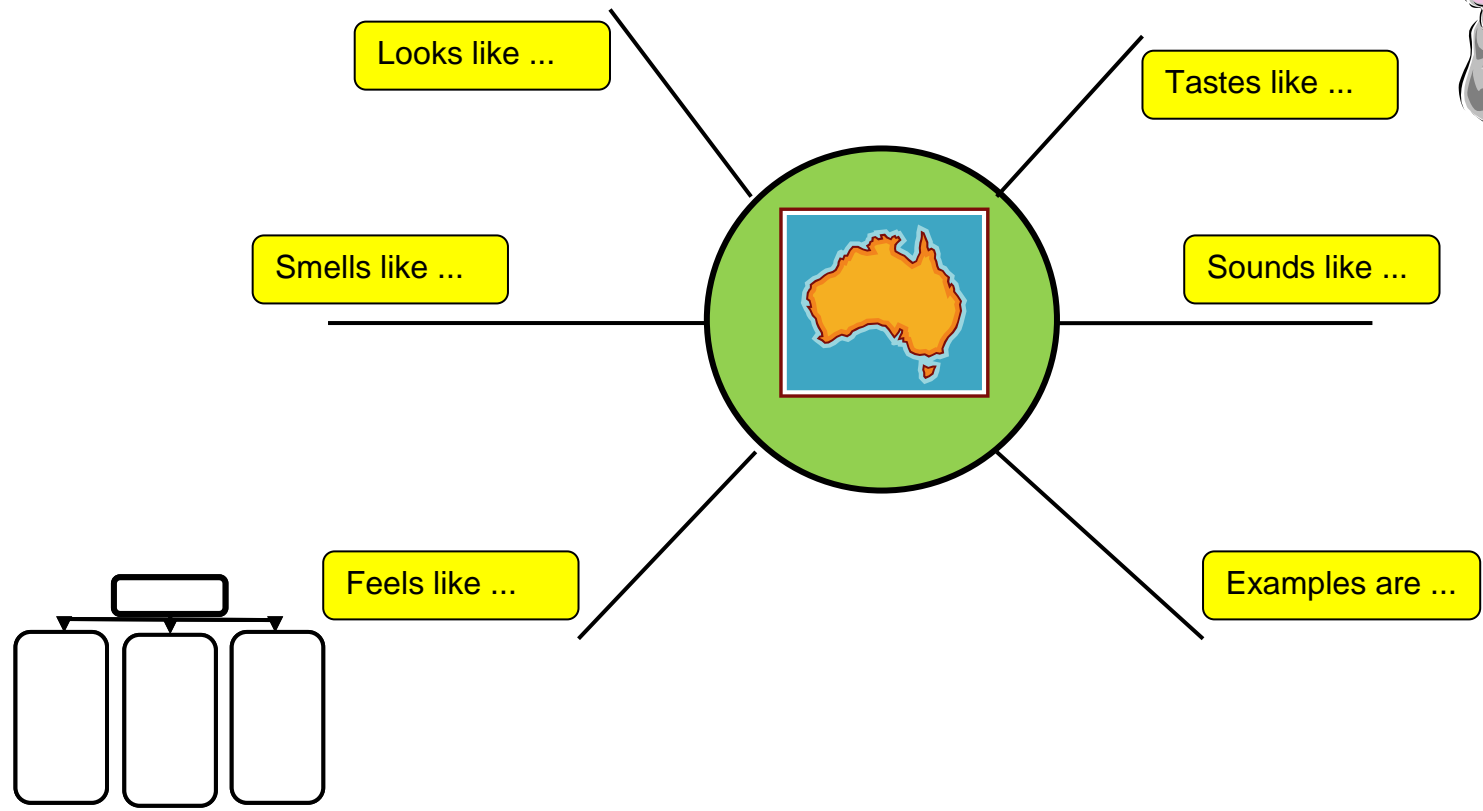 Looks like ...
Tastes like ...
Smells like ...
Sounds like ...
Feels like ...
Examples are ...